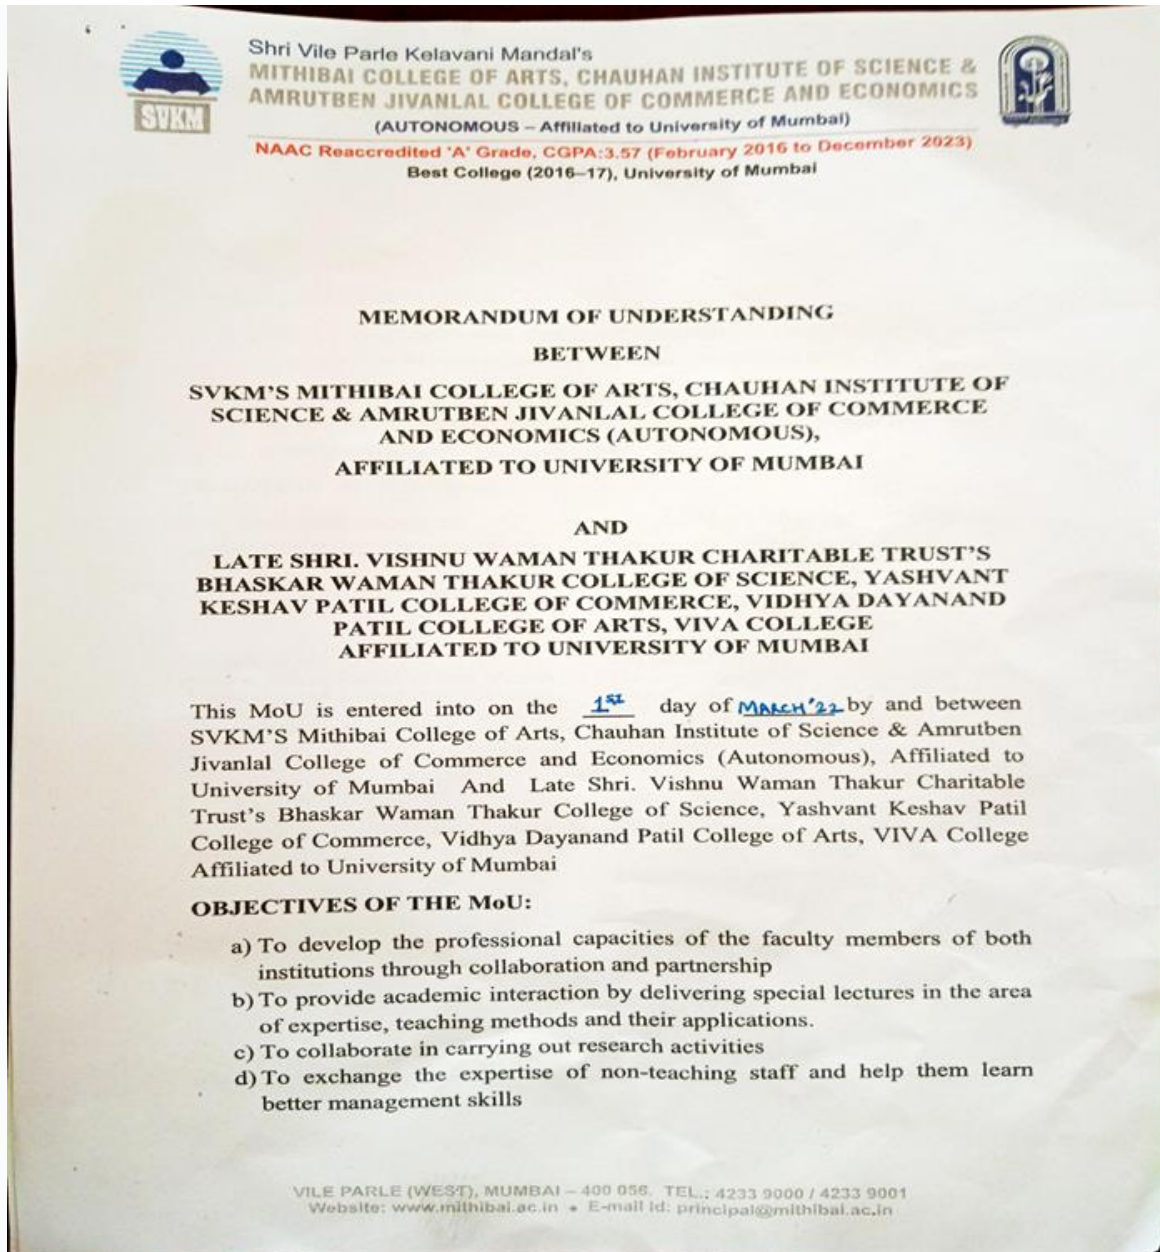 Shri Vile Parle Kelavani Mandal's
MITHIBAI COLLEGE OF ARTS, CHAUHAN INSTITUTE OF SCIENCE &
AMRUTBEN JIVANLAL COLLEGE OF COMMERCE AND ECONOMICS
SVKM
(AUTONOMOUS – Affiliated to University of Mumbai)
NAAC Reaccredited 'A' Grade, CGPA:3.57 (February 2016 to December 2023)
Best College (2016–17), University of Mumbai
MEMORANDUM OF UNDERSTANDING
BETWEEN
SVKM'S MITHIBAI COLLEGE OF ARTS, CHAUHAN INSTITUTE OF
SCIENCE & AMRUTBEN JIVANLAL COLLEGE OF COMMERCE
AND ECONOMICS (AUTONOMOUS),
AFFILIATED TO UNIVERSITY OF MUMBAI
AND
LATE SHRI. VISHNU WAMAN THAKUR CHARITABLE TRUST'S
BHASKAR WAMAN THAKUR COLLEGE OF SCIENCE, YASHVANT
KESHAV PATIL COLLEGE OF COMMERCE, VIDHYA DAYANAND
PATIL COLLEGE OF ARTS, VIVA COLLEGE
AFFILIATED TO UNIVERSITY OF MUMBAI
This MoU is entered into on the 1ST day of MARCH'22 by and between
SVKM'S Mithibai College of Arts, Chauhan Institute of Science & Amrutben
Jivanlal College of Commerce and Economics (Autonomous), Affiliated to
University of Mumbai And Late Shri. Vishnu Waman Thakur Charitable
Trust's Bhaskar Waman Thakur College of Science, Yashvant Keshav Patil
College of Commerce, Vidhya Dayanand Patil College of Arts, VIVA College
Affiliated to University of Mumbai
OBJECTIVES OF THE MoU:
a) To develop the professional capacities of the faculty members of both
institutions through collaboration and partnership
b) To provide academic interaction by delivering special lectures in the area
of expertise, teaching methods and their applications.
c) To collaborate in carrying out research activities
d) To exchange the expertise of non-teaching staff and help them learn
better management skills
VILE PARLE (WEST), MUMBAI – 400 056. TEL.: 4233 9000 / 4233 9001
Website: www.mithibai.ac.in • E-mail Id: principal@mithibai.ac.in